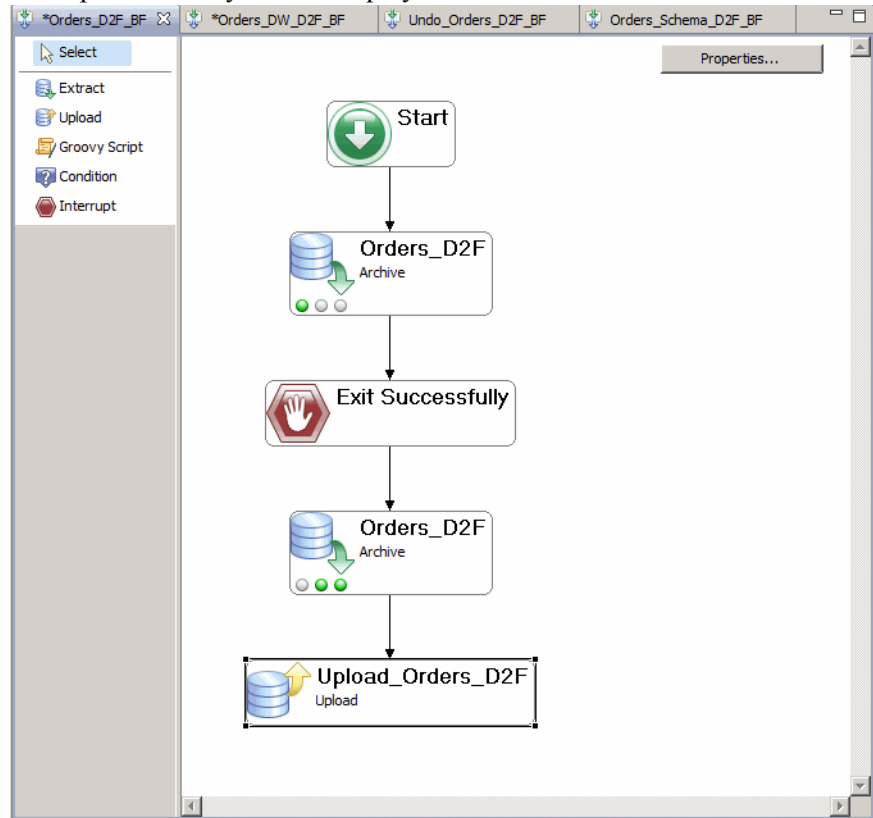 *Orders_D2F_BF
*Orders_DW_D2F_BF
Undo_Orders_D2F_BF
Orders_Schema_D2F_BF
Select
Properties...
Extract
Upload
Groovy Script
Condition
Interrupt
Start
Orders_D2F
Archive
Exit Successfully
Orders_D2F
Archive
Upload_Orders_D2F
Upload